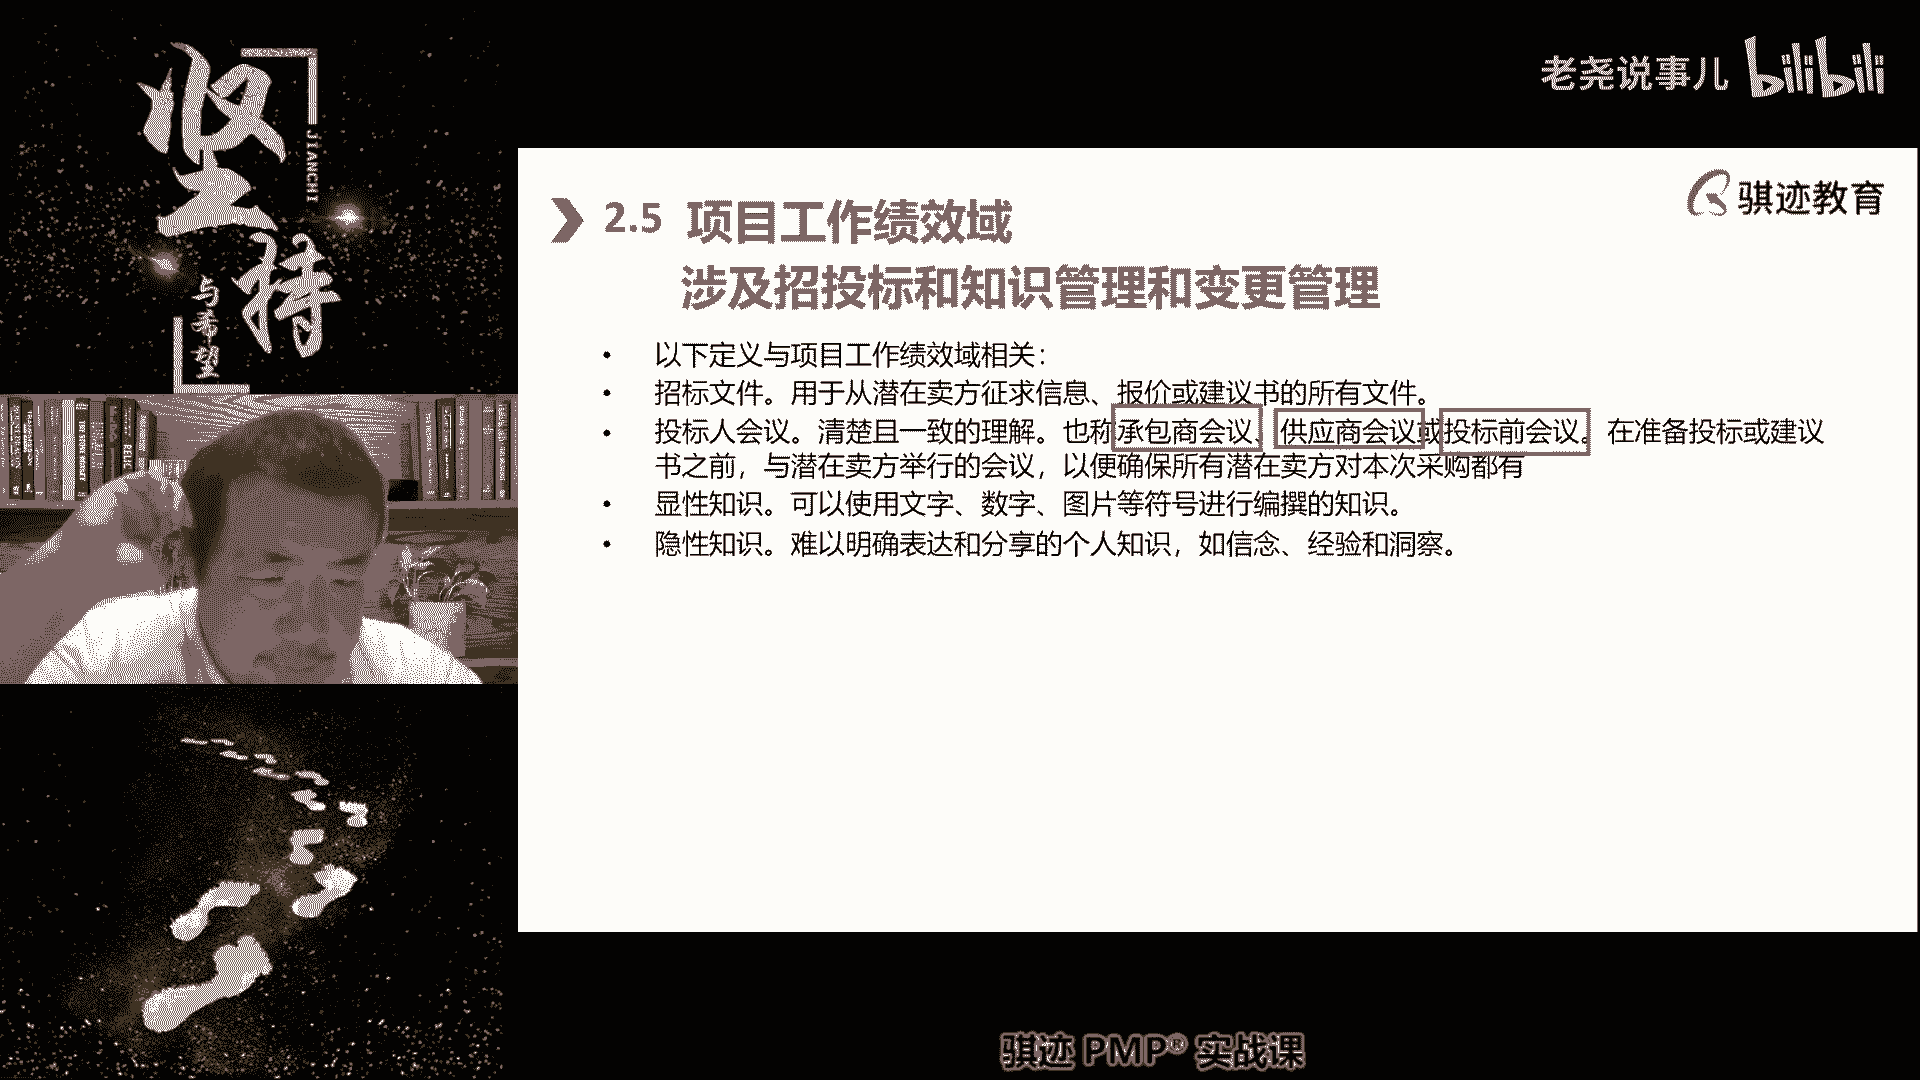 坚持
JIANCHI
与希望
老尧说事儿 bilibili
骐迹教育
2.5 项目工作绩效域
涉及招投标和知识管理和变更管理
• 以下定义与项目工作绩效域相关：
• 招标文件。用于从潜在卖方征求信息、报价或建议书的所有文件。
• 投标人会议。清楚且一致的理解。也称承包商会议、供应商会议或投标前会议。在准备投标或建议
书之前，与潜在卖方举行的会议，以便确保所有潜在卖方对本次采购都有
• 显性知识。可以使用文字、数字、图片等符号进行编撰的知识。
• 隐性知识。难以明确表达和分享的个人知识，如信念、经验和洞察。
骐迹 PMP® 实战课